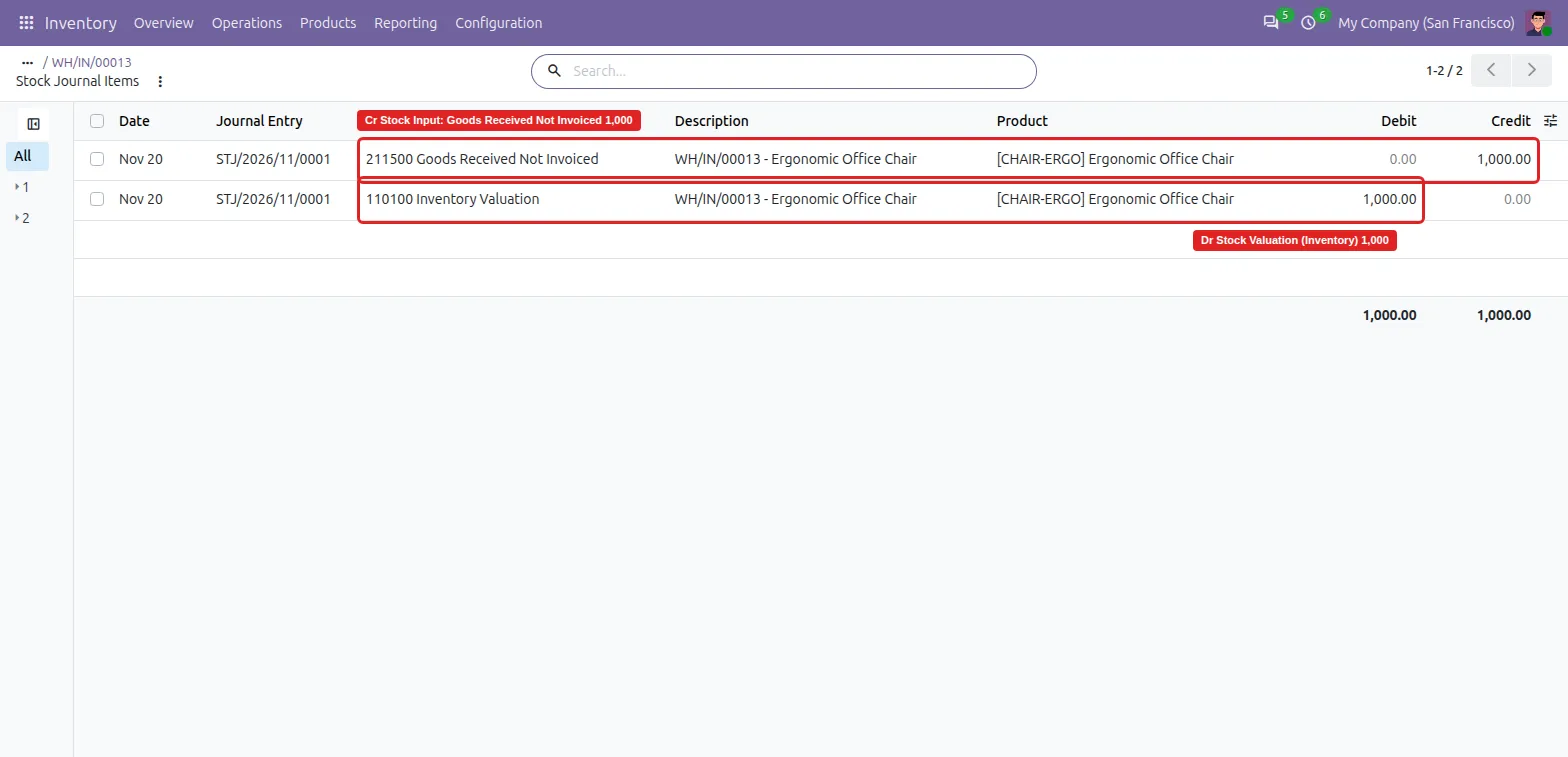 Inventory Overview Operations Products Reporting Configuration 5 6 My Company (San Francisco)
... / WH/IN/00013
Stock Journal Items
Search...
1-2 / 2
All
1
2
Date Journal Entry Cr Stock Input: Goods Received Not Invoiced 1,000 Description Product Debit Credit
Nov 20 STJ/2026/11/0001 211500 Goods Received Not Invoiced WH/IN/00013 - Ergonomic Office Chair [CHAIR-ERGO] Ergonomic Office Chair 0.00 1,000.00
Nov 20 STJ/2026/11/0001 110100 Inventory Valuation WH/IN/00013 - Ergonomic Office Chair [CHAIR-ERGO] Ergonomic Office Chair 1,000.00 0.00
Dr Stock Valuation (Inventory) 1,000
1,000.00 1,000.00